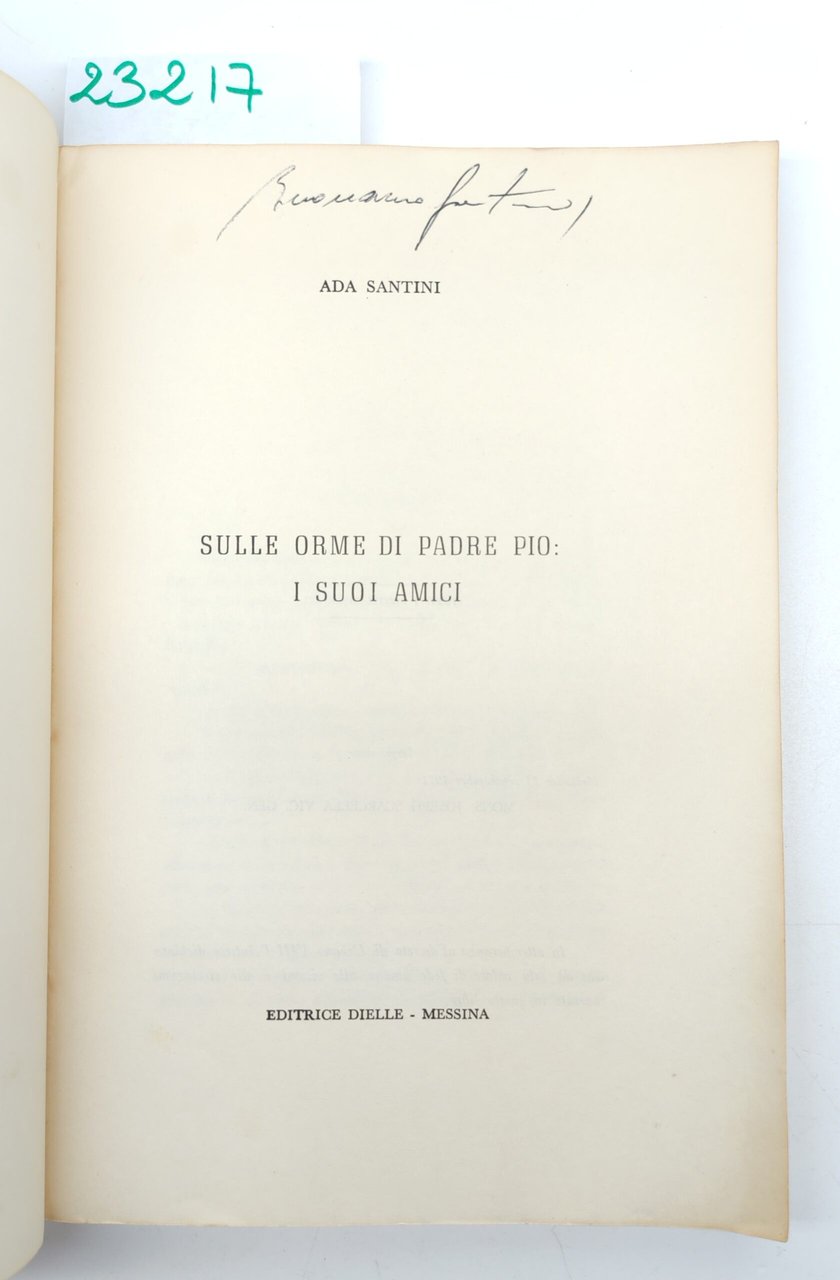 23217
ADA SANTINI
SULLE ORME DI PADRE PIO:
I SUOI AMICI
EDITRICE DIELLE - MESSINA